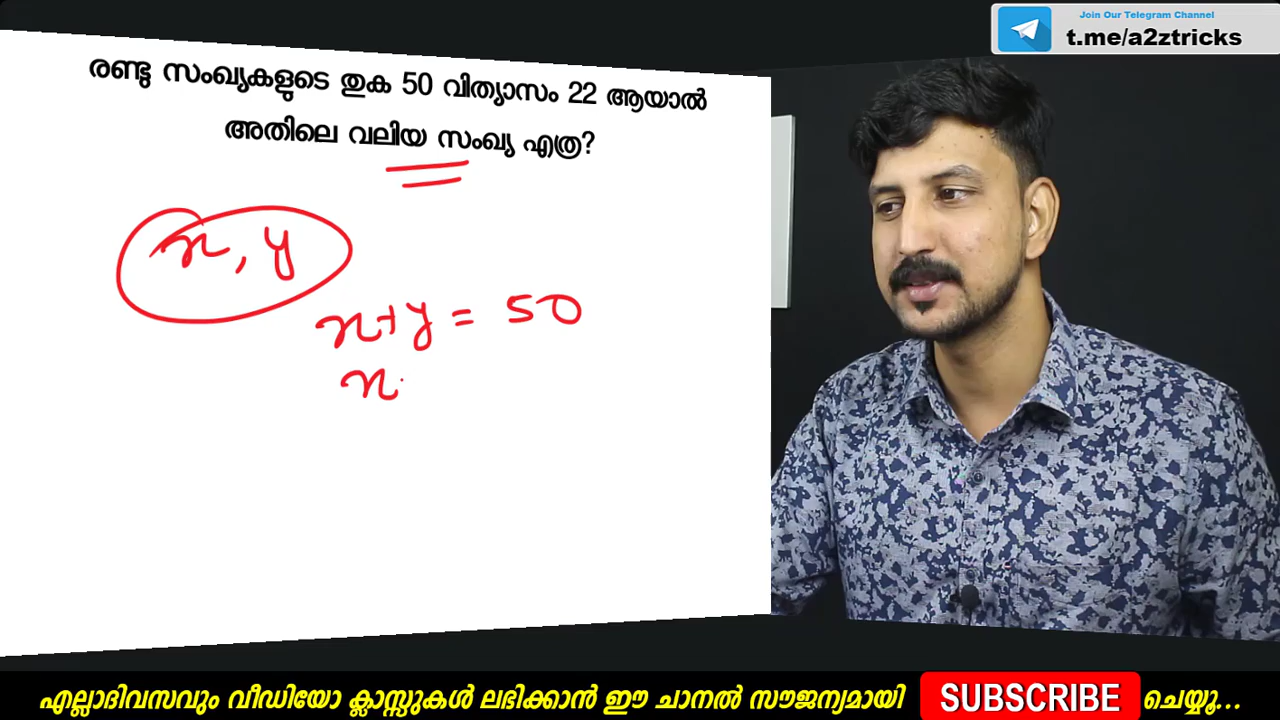 Join Our Telegram Channel
t.me/a2ztricks
രണ്ടു സംഖ്യകളുടെ തുക 50 വിത്യാസം 22 ആയാൽ
അതിലെ വലിയ സംഖ്യ എത്ര?
x, y
x+y = 50
x
എല്ലാദിവസവും വീഡിയോ ക്ലാസ്സുകൾ ലഭിക്കാൻ ഈ ചാനൽ സൗജന്യമായി SUBSCRIBE ചെയ്യൂ...